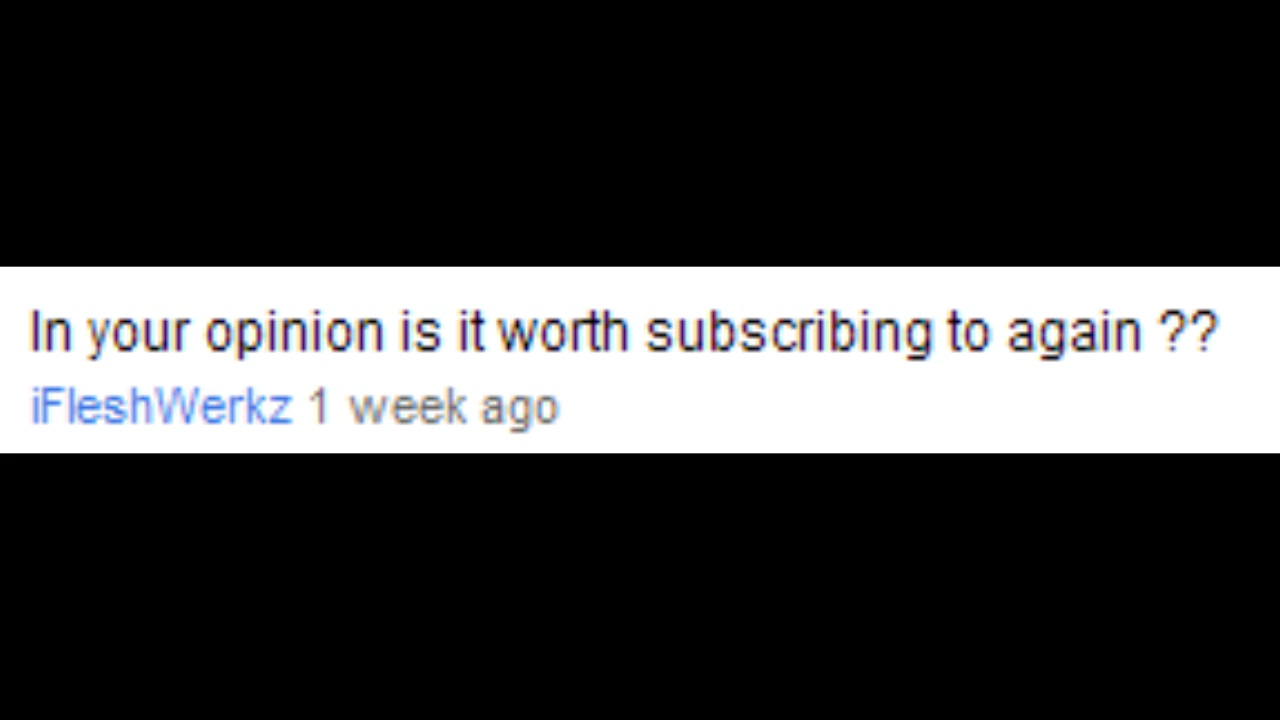 In your opinion is it worth subscribing to again ??
iFleshWerkz 1 week ago